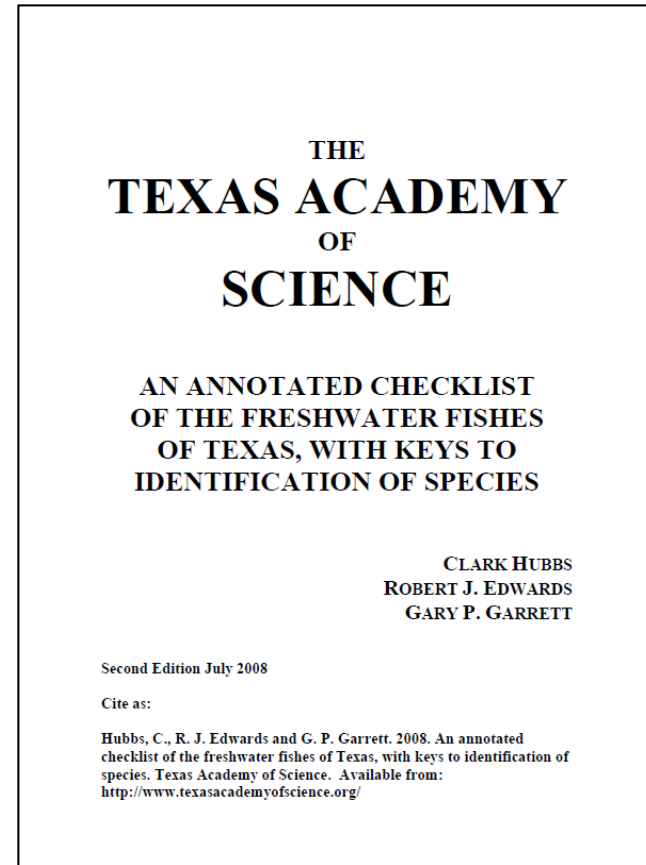 THE
TEXAS ACADEMY
OF
SCIENCE
AN ANNOTATED CHECKLIST
OF THE FRESHWATER FISHES
OF TEXAS, WITH KEYS TO
IDENTIFICATION OF SPECIES
CLARK HUBBS
ROBERT J. EDWARDS
GARY P. GARRETT
Second Edition July 2008
Cite as:
Hubbs, C., R. J. Edwards and G. P. Garrett. 2008. An annotated
checklist of the freshwater fishes of Texas, with keys to identification of
species. Texas Academy of Science. Available from:
http://www.texasacademyofscience.org/